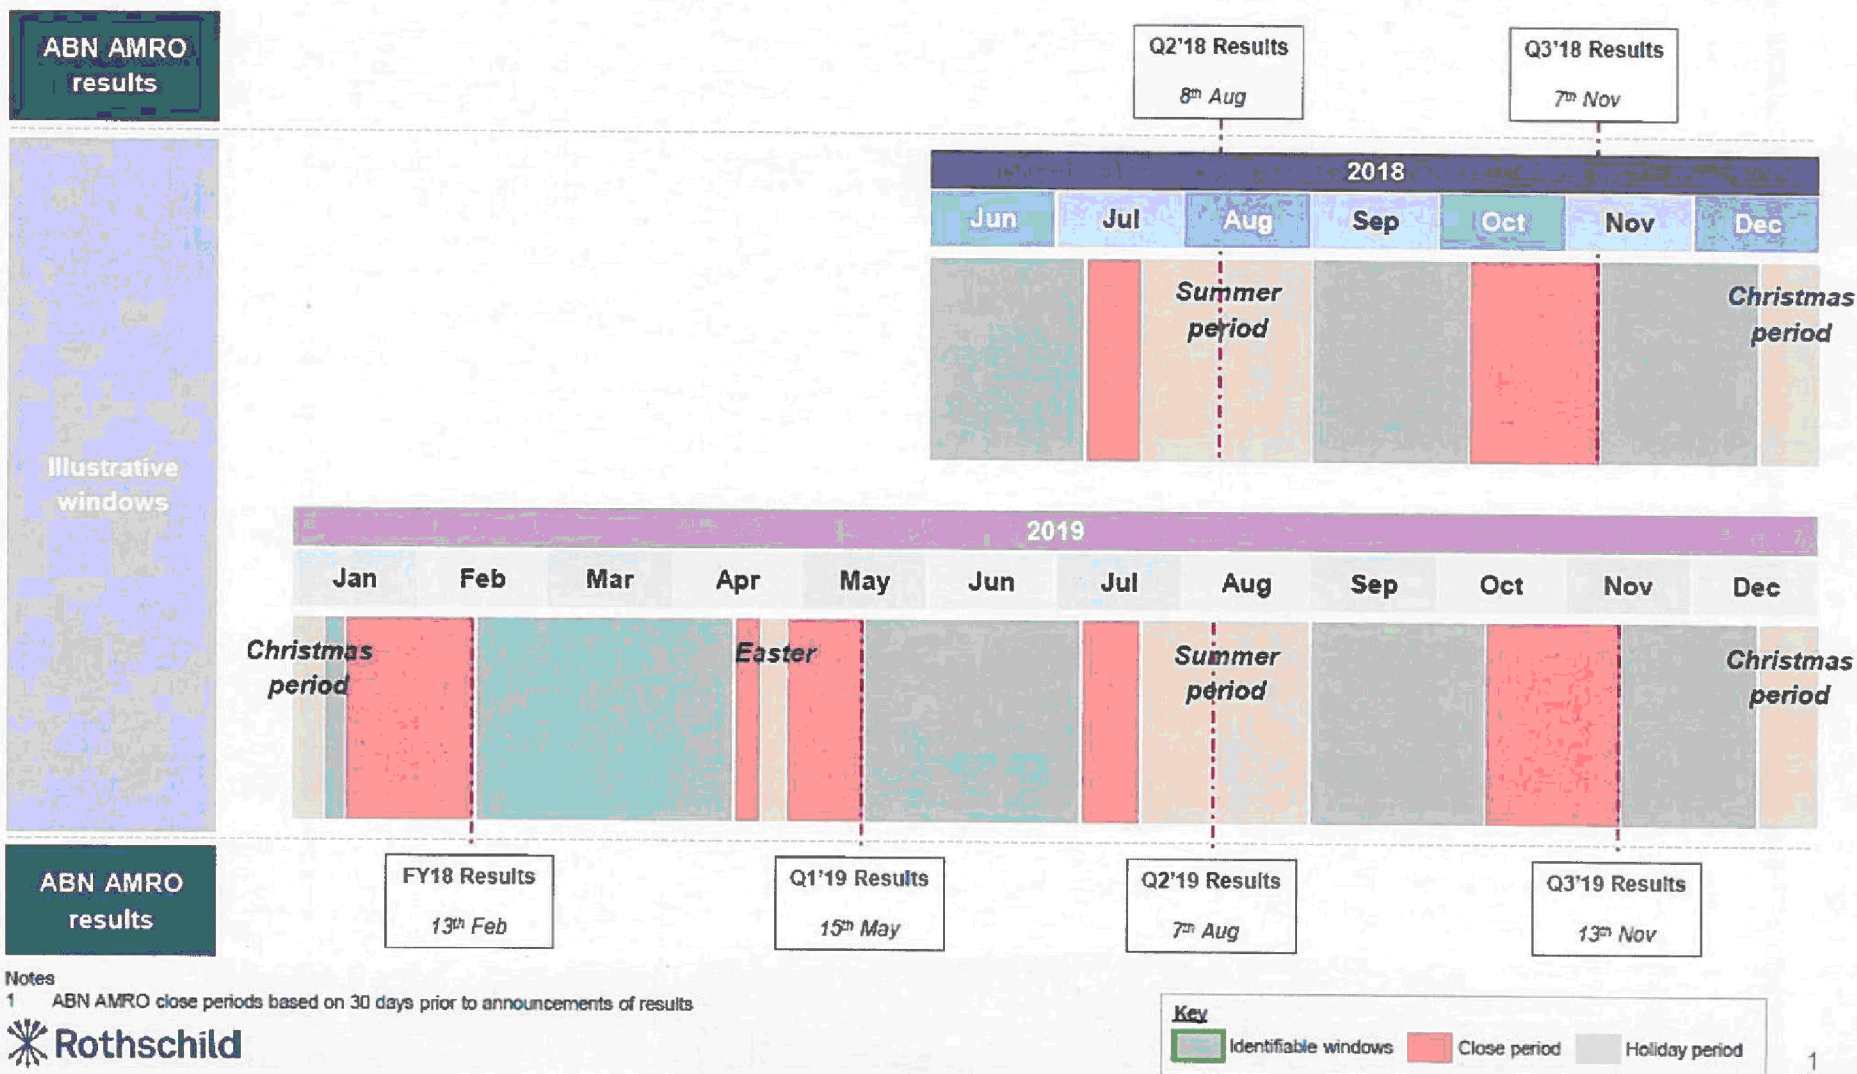 ABN AMRO
results
Q2'18 Results
8th Aug
Q3'18 Results
7th Nov
2018
Jun Jul Aug Sep Oct Nov Dec
Summer
period
Christmas
period
Illustrative
windows
2019
Jan Feb Mar Apr May Jun Jul Aug Sep Oct Nov Dec
Christmas
period
Easter
Summer
period
Christmas
period
ABN AMRO
results
FY18 Results
13th Feb
Q1'19 Results
15th May
Q2'19 Results
7th Aug
Q3'19 Results
13th Nov
Notes
1 ABN AMRO close periods based on 30 days prior to announcements of results
Rothschild
Key
Identifiable windows Close period Holiday period
1